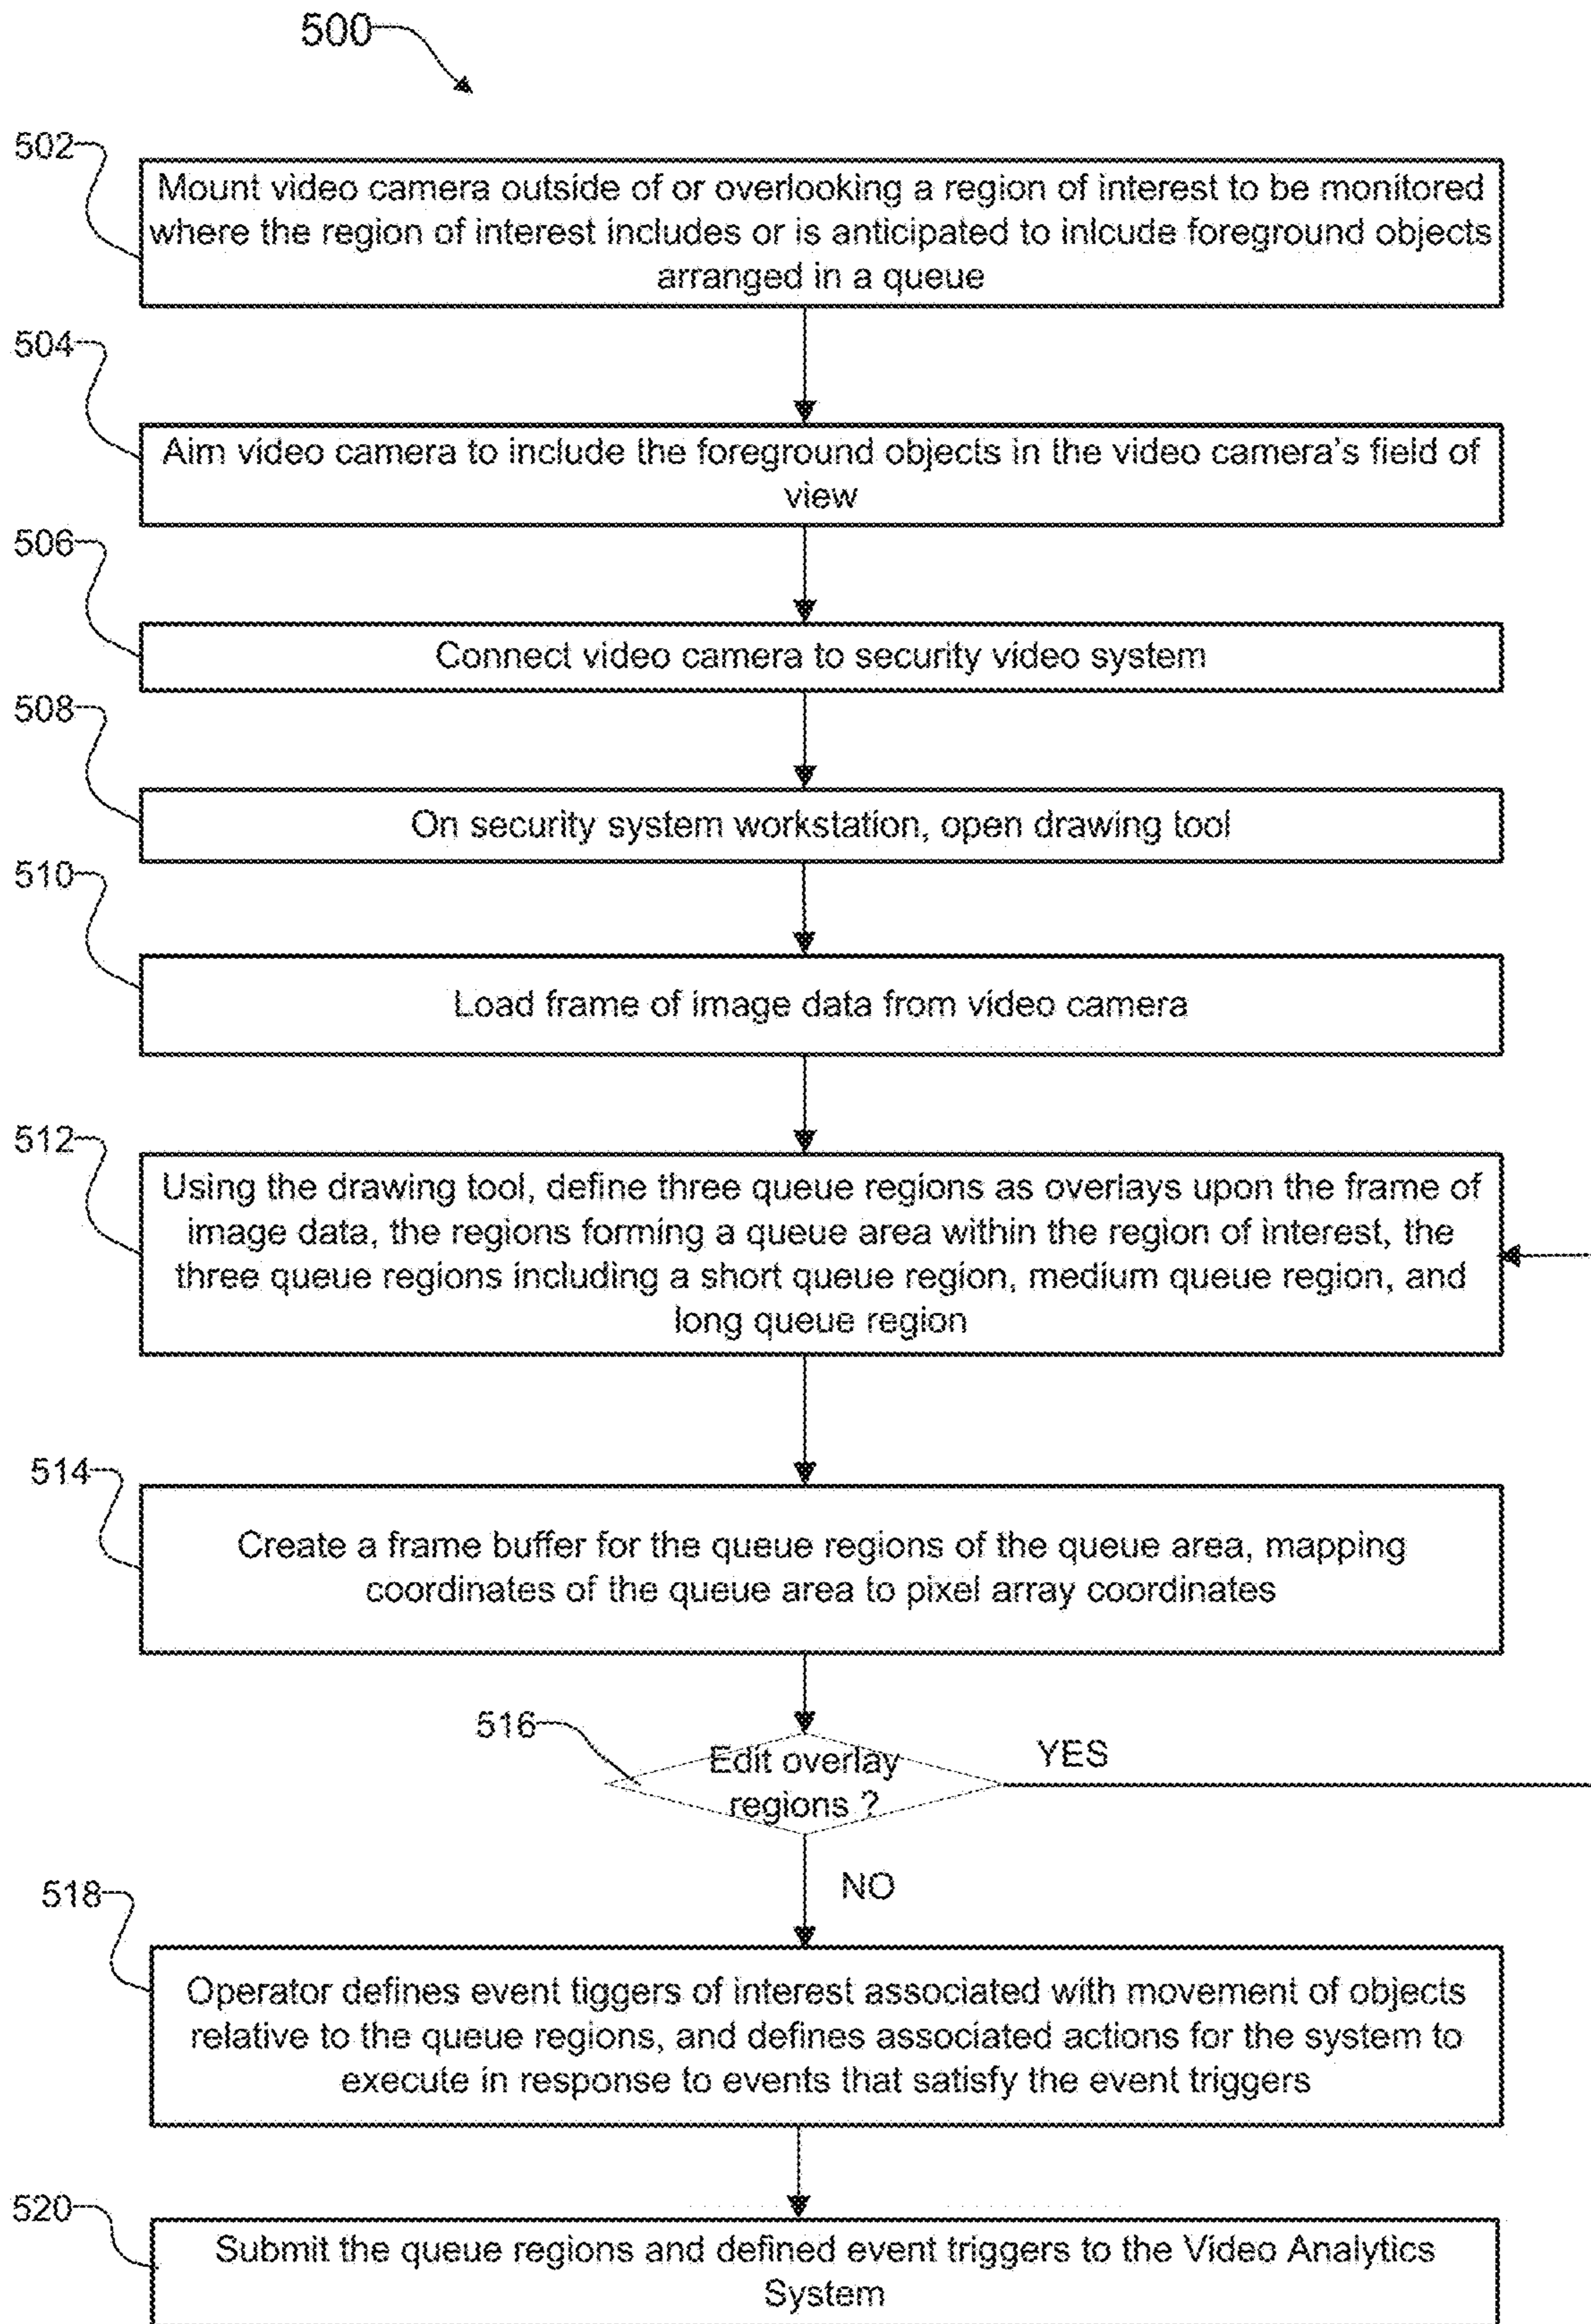 500
502
Mount video camera outside of or overlooking a region of interest to be monitored
where the region of interest includes or is anticipated to inlcude foreground objects
arranged in a queue
504
Aim video camera to include the foreground objects in the video camera's field of
view
506
Connect video camera to security video system
508
On security system workstation, open drawing tool
510
Load frame of image data from video camera
512
Using the drawing tool, define three queue regions as overlays upon the frame of
image data, the regions forming a queue area within the region of interest, the
three queue regions including a short queue region, medium queue region, and
long queue region
514
Create a frame buffer for the queue regions of the queue area, mapping
coordinates of the queue area to pixel array coordinates
516
Edit overlay
regions ?
YES
NO
518
Operator defines event tiggers of interest associated with movement of objects
relative to the queue regions, and defines associated actions for the system to
execute in response to events that satisfy the event triggers
520
Submit the queue regions and defined event triggers to the Video Analytics
System